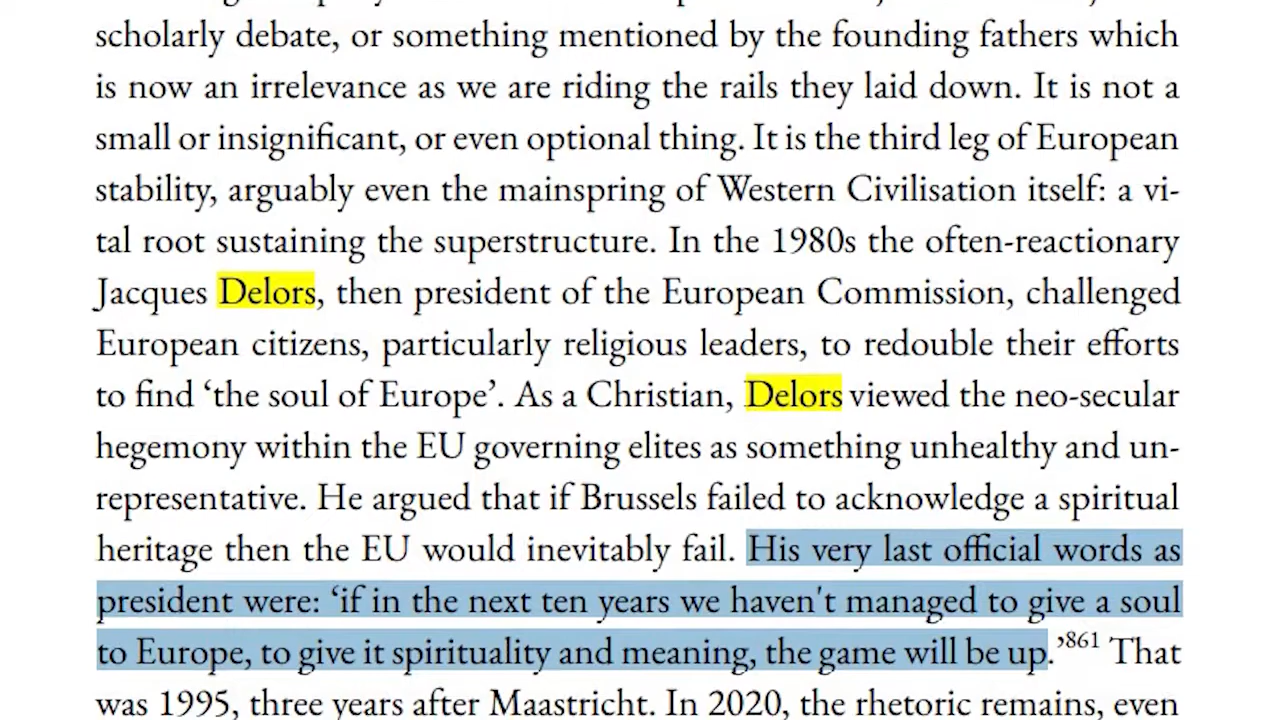 scholarly debate, or something mentioned by the founding fathers which
is now an irrelevance as we are riding the rails they laid down. It is not a
small or insignificant, or even optional thing. It is the third leg of European
stability, arguably even the mainspring of Western Civilisation itself: a vi-
tal root sustaining the superstructure. In the 1980s the often-reactionary
Jacques Delors, then president of the European Commission, challenged
European citizens, particularly religious leaders, to redouble their efforts
to find ‘the soul of Europe’. As a Christian, Delors viewed the neo-secular
hegemony within the EU governing elites as something unhealthy and un-
representative. He argued that if Brussels failed to acknowledge a spiritual
heritage then the EU would inevitably fail. His very last official words as
president were: ‘if in the next ten years we haven't managed to give a soul
to Europe, to give it spirituality and meaning, the game will be up.’861 That
was 1995, three years after Maastricht. In 2020, the rhetoric remains, even